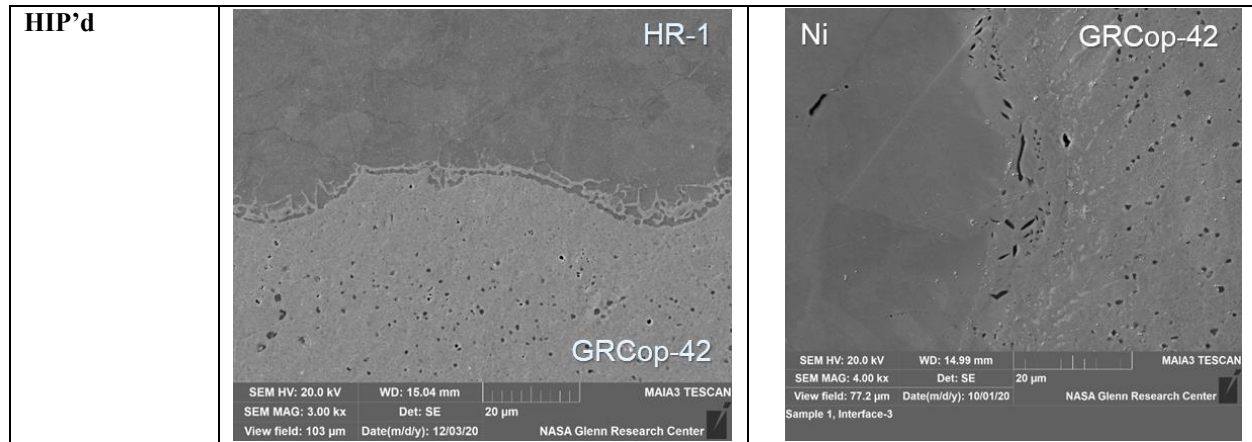 HIP’d
HR-1
GRCop-42
SEM HV: 20.0 kV WD: 15.04 mm MAIA3 TESCAN
SEM MAG: 3.00 kx Det: SE 20 µm
View field: 103 µm Date(m/d/y): 12/03/20 NASA Glenn Research Center
Ni GRCop-42
SEM HV: 20.0 kV WD: 14.99 mm MAIA3 TESCAN
SEM MAG: 4.00 kx Det: SE 20 µm
View field: 77.2 µm Date(m/d/y): 10/01/20 NASA Glenn Research Center
Sample 1, Interface-3